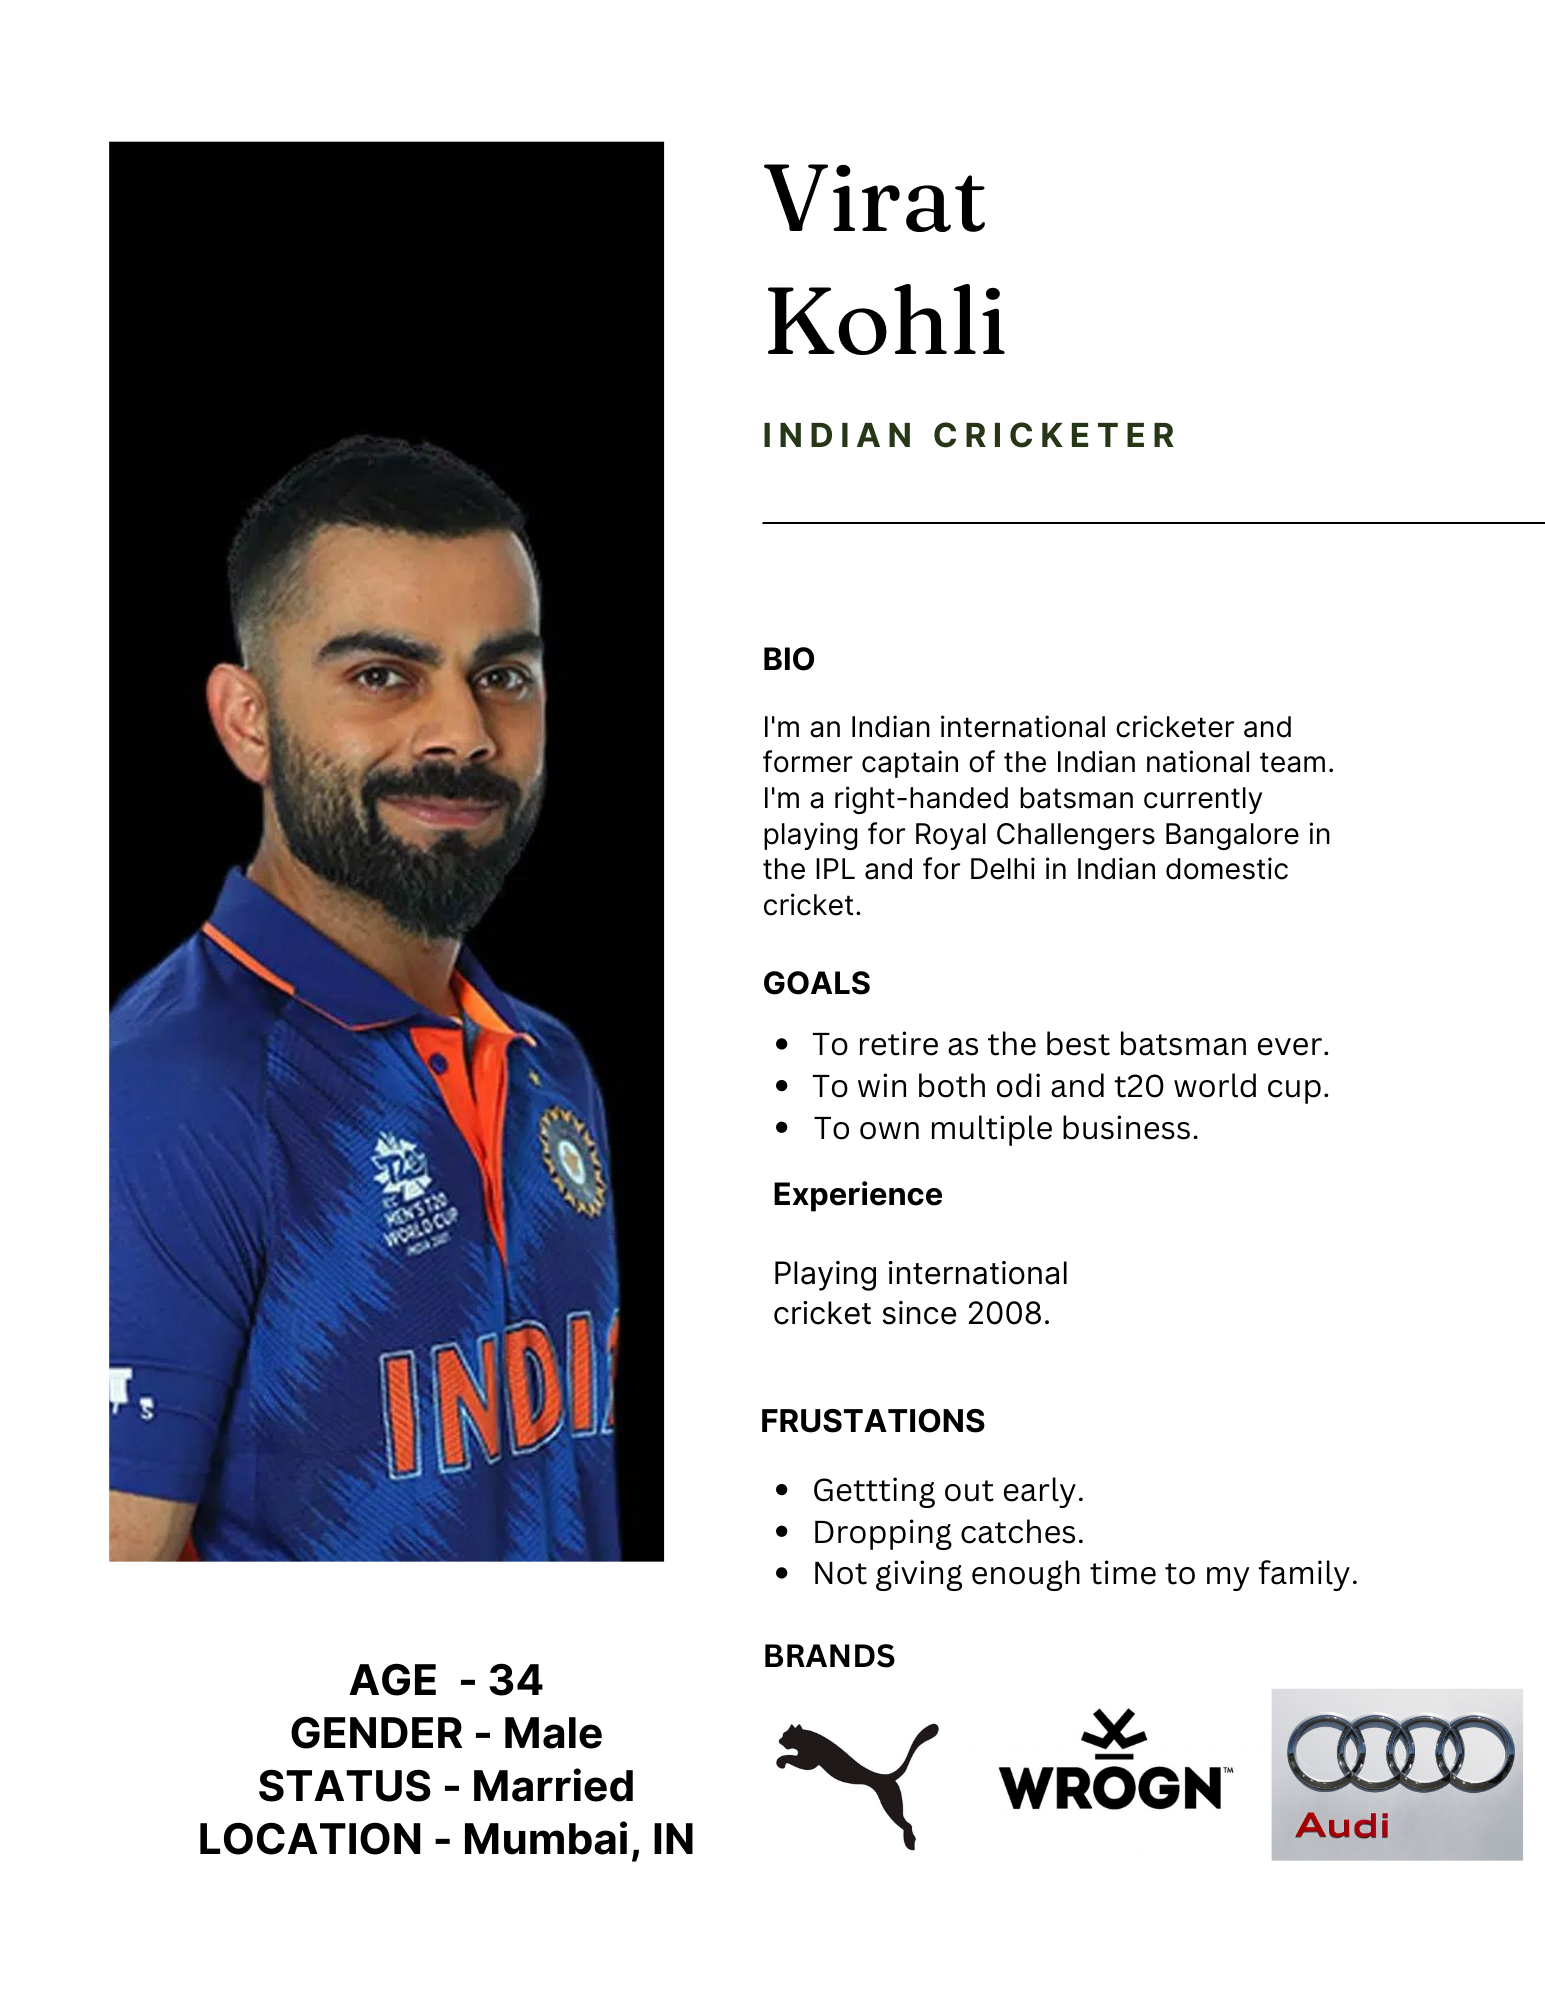 Virat
Kohli
INDIAN CRICKETER
BIO
I'm an Indian international cricketer and
former captain of the Indian national team.
I'm a right-handed batsman currently
playing for Royal Challengers Bangalore in
the IPL and for Delhi in Indian domestic
cricket.
GOALS
• To retire as the best batsman ever.
• To win both odi and t20 world cup.
• To own multiple business.
Experience
Playing international
cricket since 2008.
FRUSTATIONS
• Gettting out early.
• Dropping catches.
• Not giving enough time to my family.
BRANDS
WROGN™
Audi
MEN'S T20
WORLD CUP
INDI
AGE - 34
GENDER - Male
STATUS - Married
LOCATION - Mumbai, IN